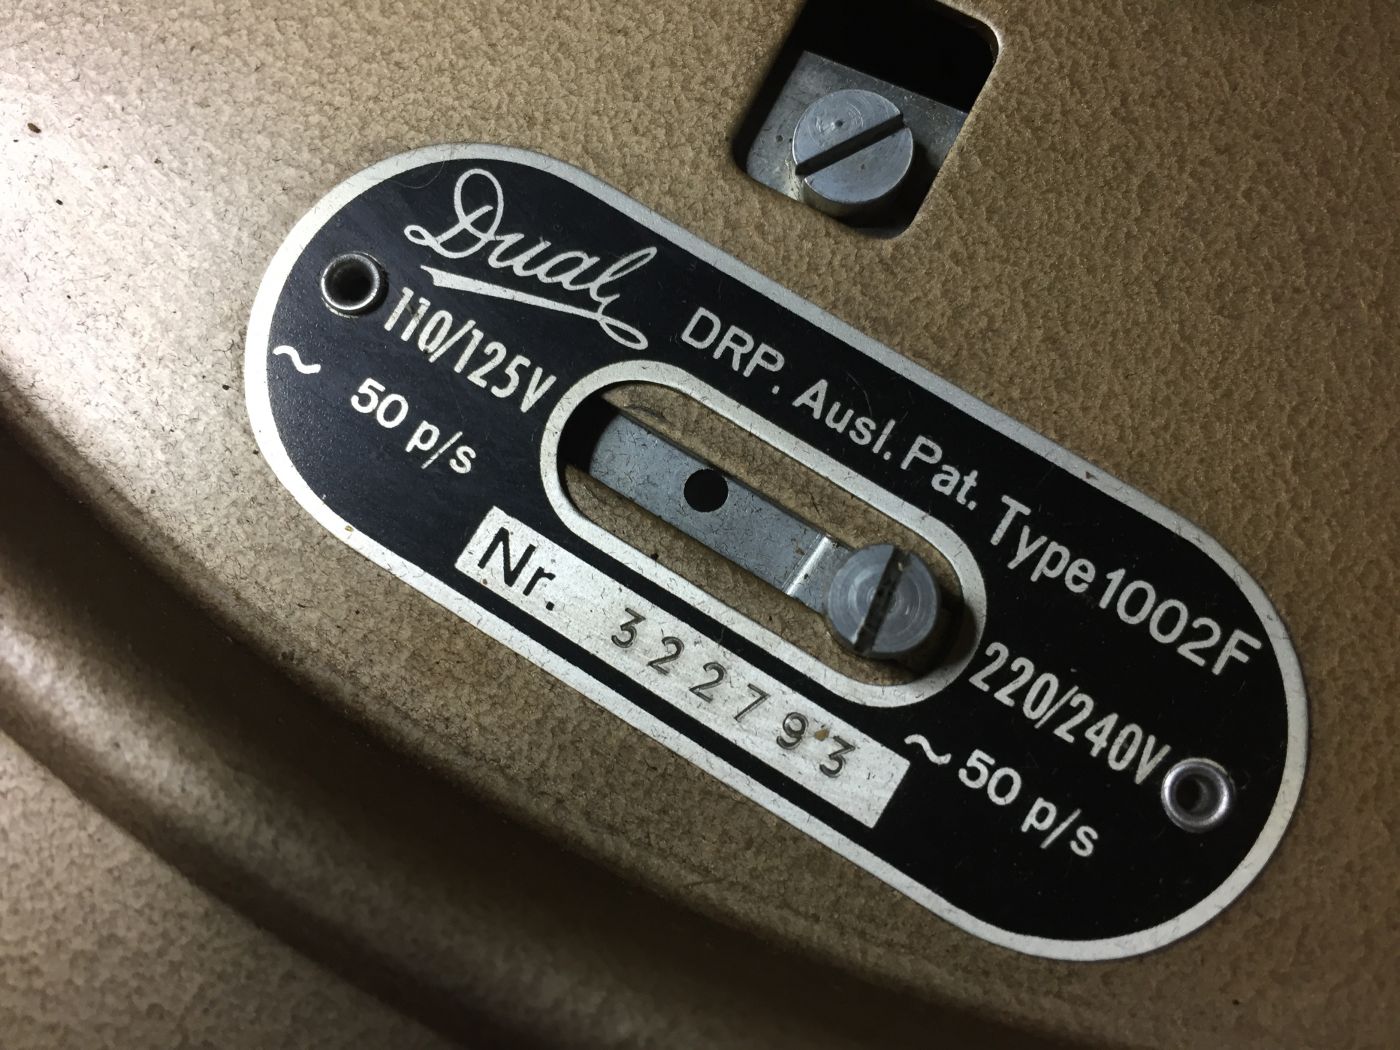 Dual
DRP. Ausl. Pat. Type 1002F
110/125V
~ 50 p/s
Nr. 322793
220/240V
~ 50 p/s